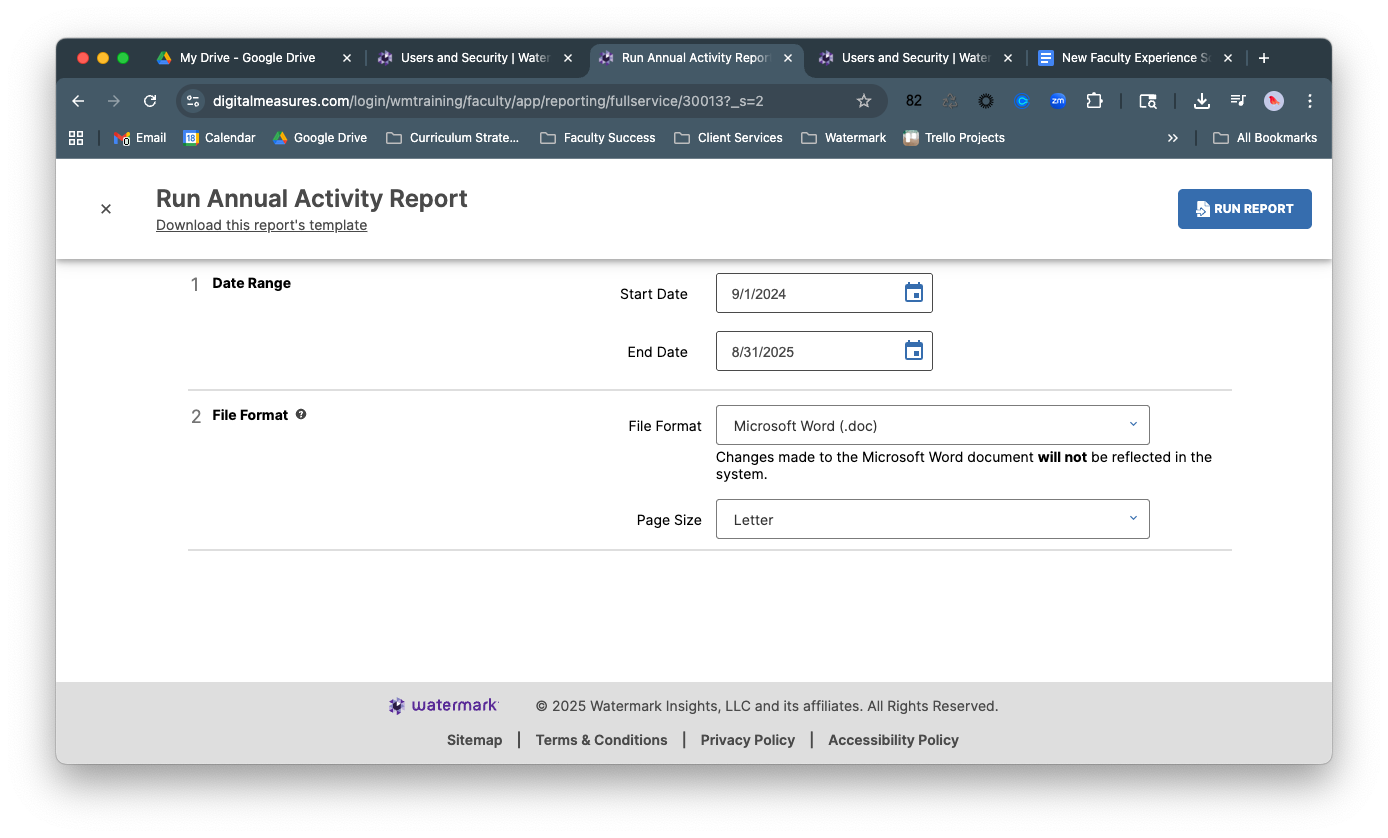 My Drive - Google Drive
Users and Security | Water
Run Annual Activity Report
Users and Security | Water
New Faculty Experience Sc
digitalmeasures.com/login/wmtraining/faculty/app/reporting/fullservice/30013?_s=2
82
zm
0
Email
18
Calendar
Google Drive
Curriculum Strate...
Faculty Success
Client Services
Watermark
Trello Projects
All Bookmarks
Run Annual Activity Report
Download this report's template
RUN REPORT
1 Date Range
Start Date
9/1/2024
End Date
8/31/2025
2 File Format
File Format
Microsoft Word (.doc)
Changes made to the Microsoft Word document will not be reflected in the
system.
Page Size
Letter
watermark
© 2025 Watermark Insights, LLC and its affiliates. All Rights Reserved.
Sitemap | Terms & Conditions | Privacy Policy | Accessibility Policy